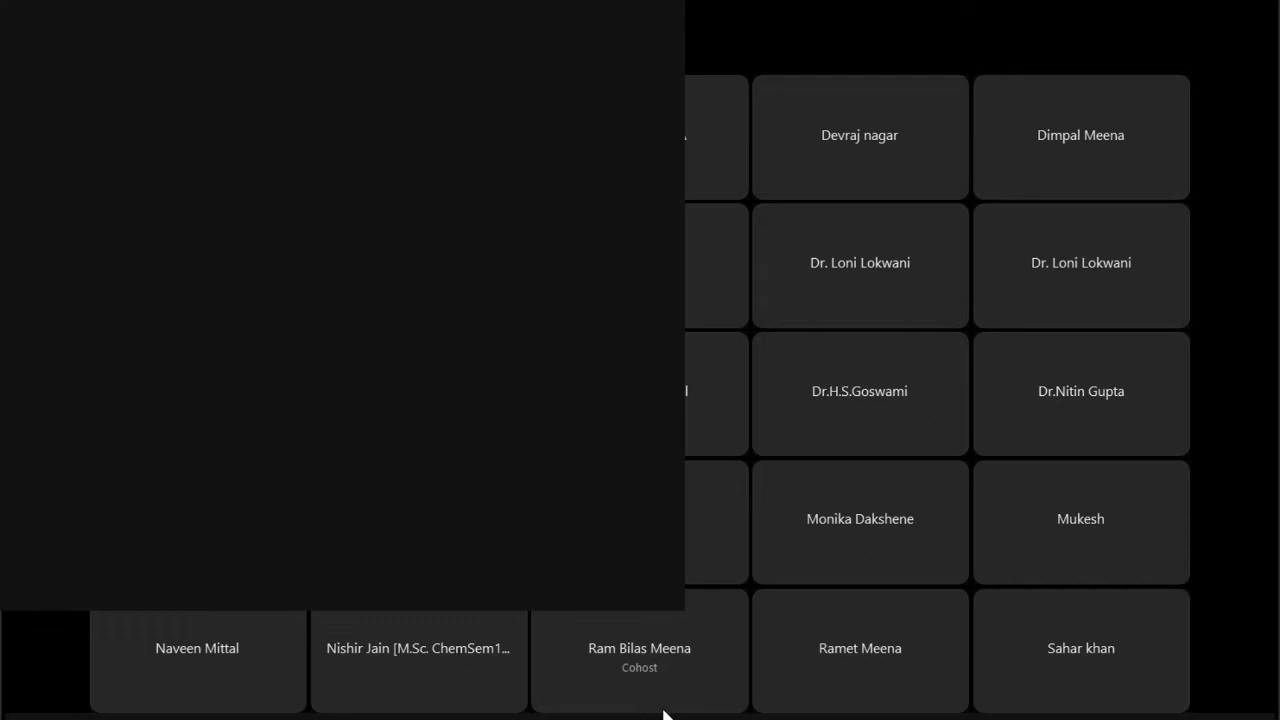 Devraj nagar
Dimpal Meena
Dr. Loni Lokwani
Dr. Loni Lokwani
Dr.H.S.Goswami
Dr.Nitin Gupta
Monika Dakshene
Mukesh
Naveen Mittal
Nishir Jain [M.Sc. ChemSem1...
Ram Bilas Meena
Cohost
Ramet Meena
Sahar khan